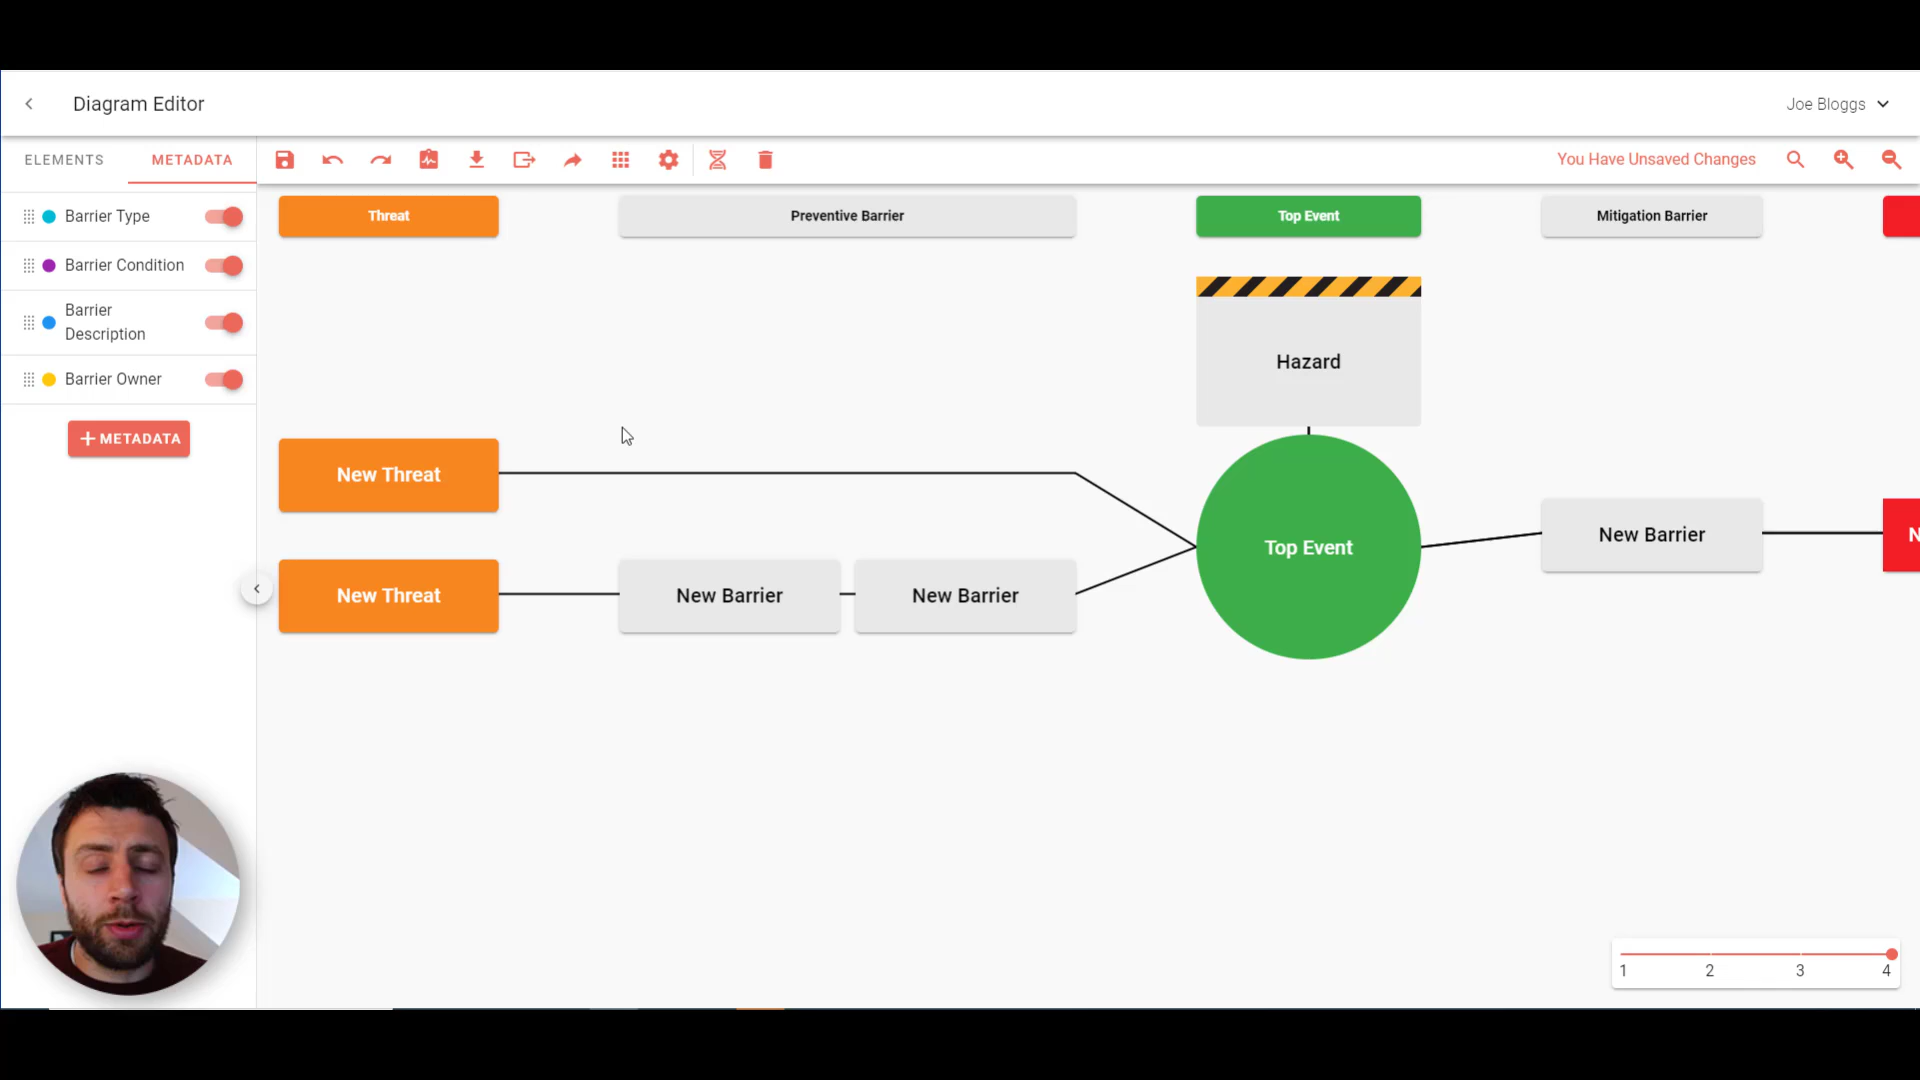 Diagram Editor
Joe Bloggs
ELEMENTS
METADATA
You Have Unsaved Changes
Barrier Type
Barrier Condition
Barrier
Description
Barrier Owner
METADATA
Threat
Preventive Barrier
Top Event
Mitigation Barrier
Hazard
New Threat
New Threat
New Barrier
New Barrier
Top Event
New Barrier
N
1 2 3 4